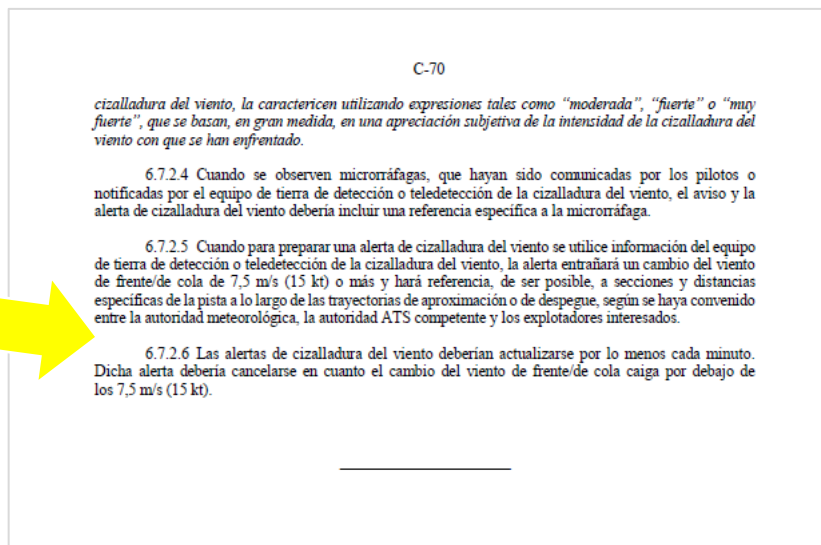 C-70
cizalladura del viento, la caractericen utilizando expresiones tales como “moderada”, “fuerte” o “muy
fuerte”, que se basan, en gran medida, en una apreciación subjetiva de la intensidad de la cizalladura del
viento con que se han enfrentado.
6.7.2.4 Cuando se observen microrráfagas, que hayan sido comunicadas por los pilotos o
notificadas por el equipo de tierra de detección o teledetección de la cizalladura del viento, el aviso y la
alerta de cizalladura del viento debería incluir una referencia específica a la microrráfaga.
6.7.2.5 Cuando para preparar una alerta de cizalladura del viento se utilice información del equipo
de tierra de detección o teledetección de la cizalladura del viento, la alerta entrañará un cambio del viento
de frente/de cola de 7,5 m/s (15 kt) o más y hará referencia, de ser posible, a secciones y distancias
específicas de la pista a lo largo de las trayectorias de aproximación o de despegue, según se haya convenido
entre la autoridad meteorológica, la autoridad ATS competente y los explotadores interesados.
6.7.2.6 Las alertas de cizalladura del viento deberían actualizarse por lo menos cada minuto.
Dicha alerta debería cancelarse en cuanto el cambio del viento de frente/de cola caiga por debajo de
los 7,5 m/s (15 kt).